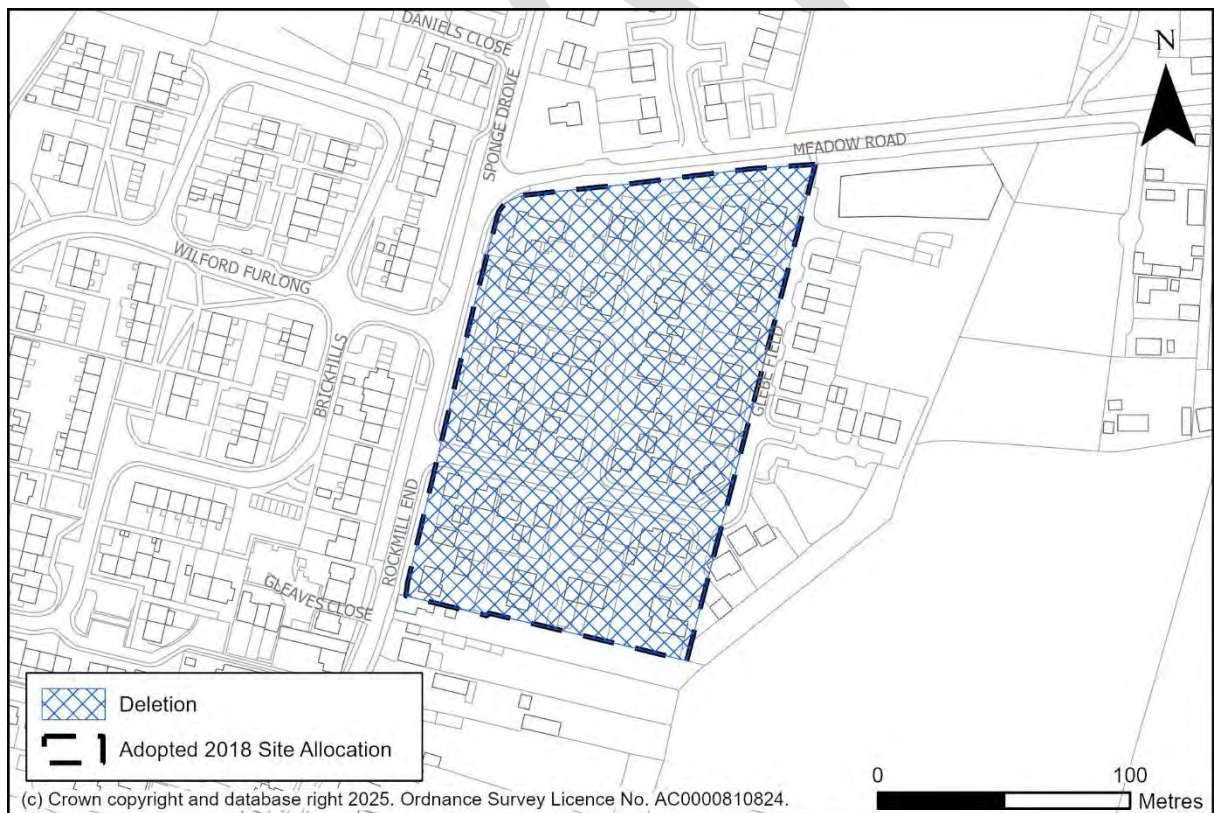 DANIELS CLOSE
N
SPONGE DROVE
MEADOW ROAD
WILFORD FURLONG
BRICKHILLS
GLEBE FIELD
ROCKMILL END
GLEAVES CLOSE
Deletion
Adopted 2018 Site Allocation
0 100
Metres
(c) Crown copyright and database right 2025. Ordnance Survey Licence No. AC0000810824.